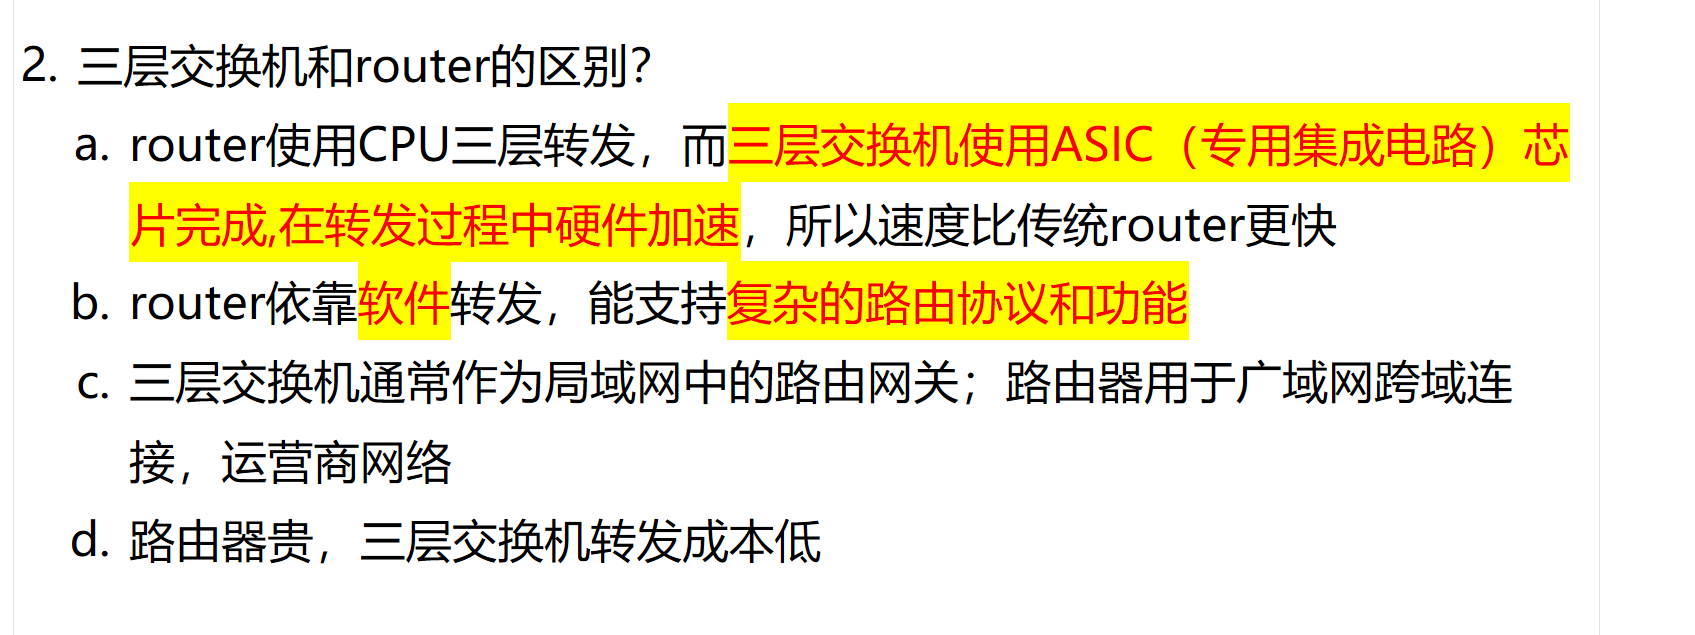 2. 三层交换机和router的区别？
a. router使用CPU三层转发，而三层交换机使用ASIC（专用集成电路）芯
片完成,在转发过程中硬件加速，所以速度比传统router更快
b. router依靠软件转发，能支持复杂的路由协议和功能
c. 三层交换机通常作为局域网中的路由网关；路由器用于广域网跨域连
接，运营商网络
d. 路由器贵，三层交换机转发成本低